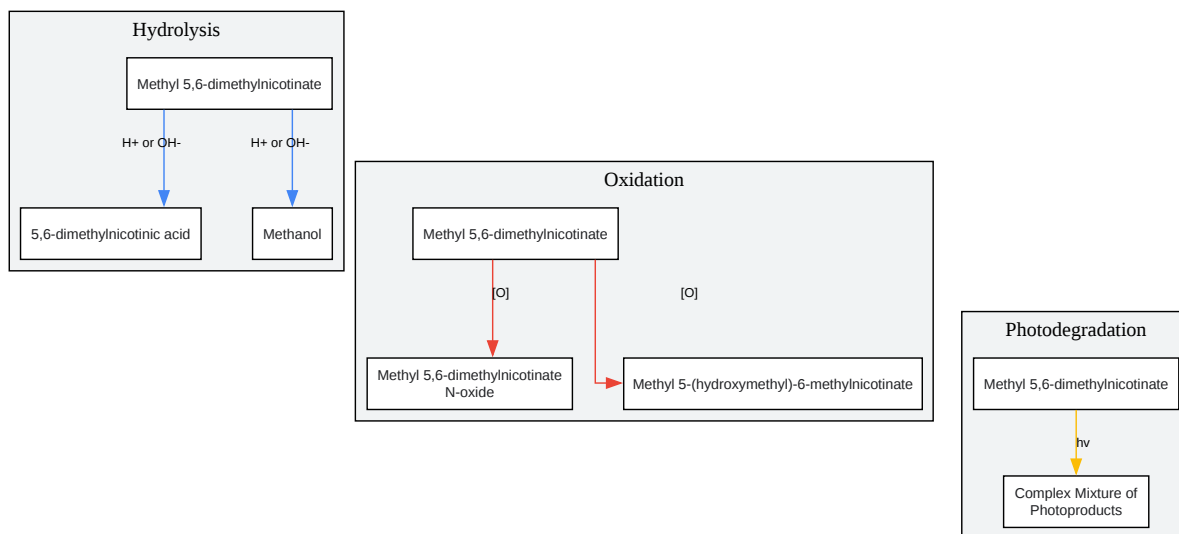 Hydrolysis
Methyl 5,6-dimethylnicotinate
H+ or OH-
H+ or OH-
5,6-dimethylnicotinic acid
Methanol
Oxidation
Methyl 5,6-dimethylnicotinate
[O]
[O]
Methyl 5,6-dimethylnicotinate
N-oxide
Methyl 5-(hydroxymethyl)-6-methylnicotinate
Photodegradation
Methyl 5,6-dimethylnicotinate
hv
Complex Mixture of
Photoproducts